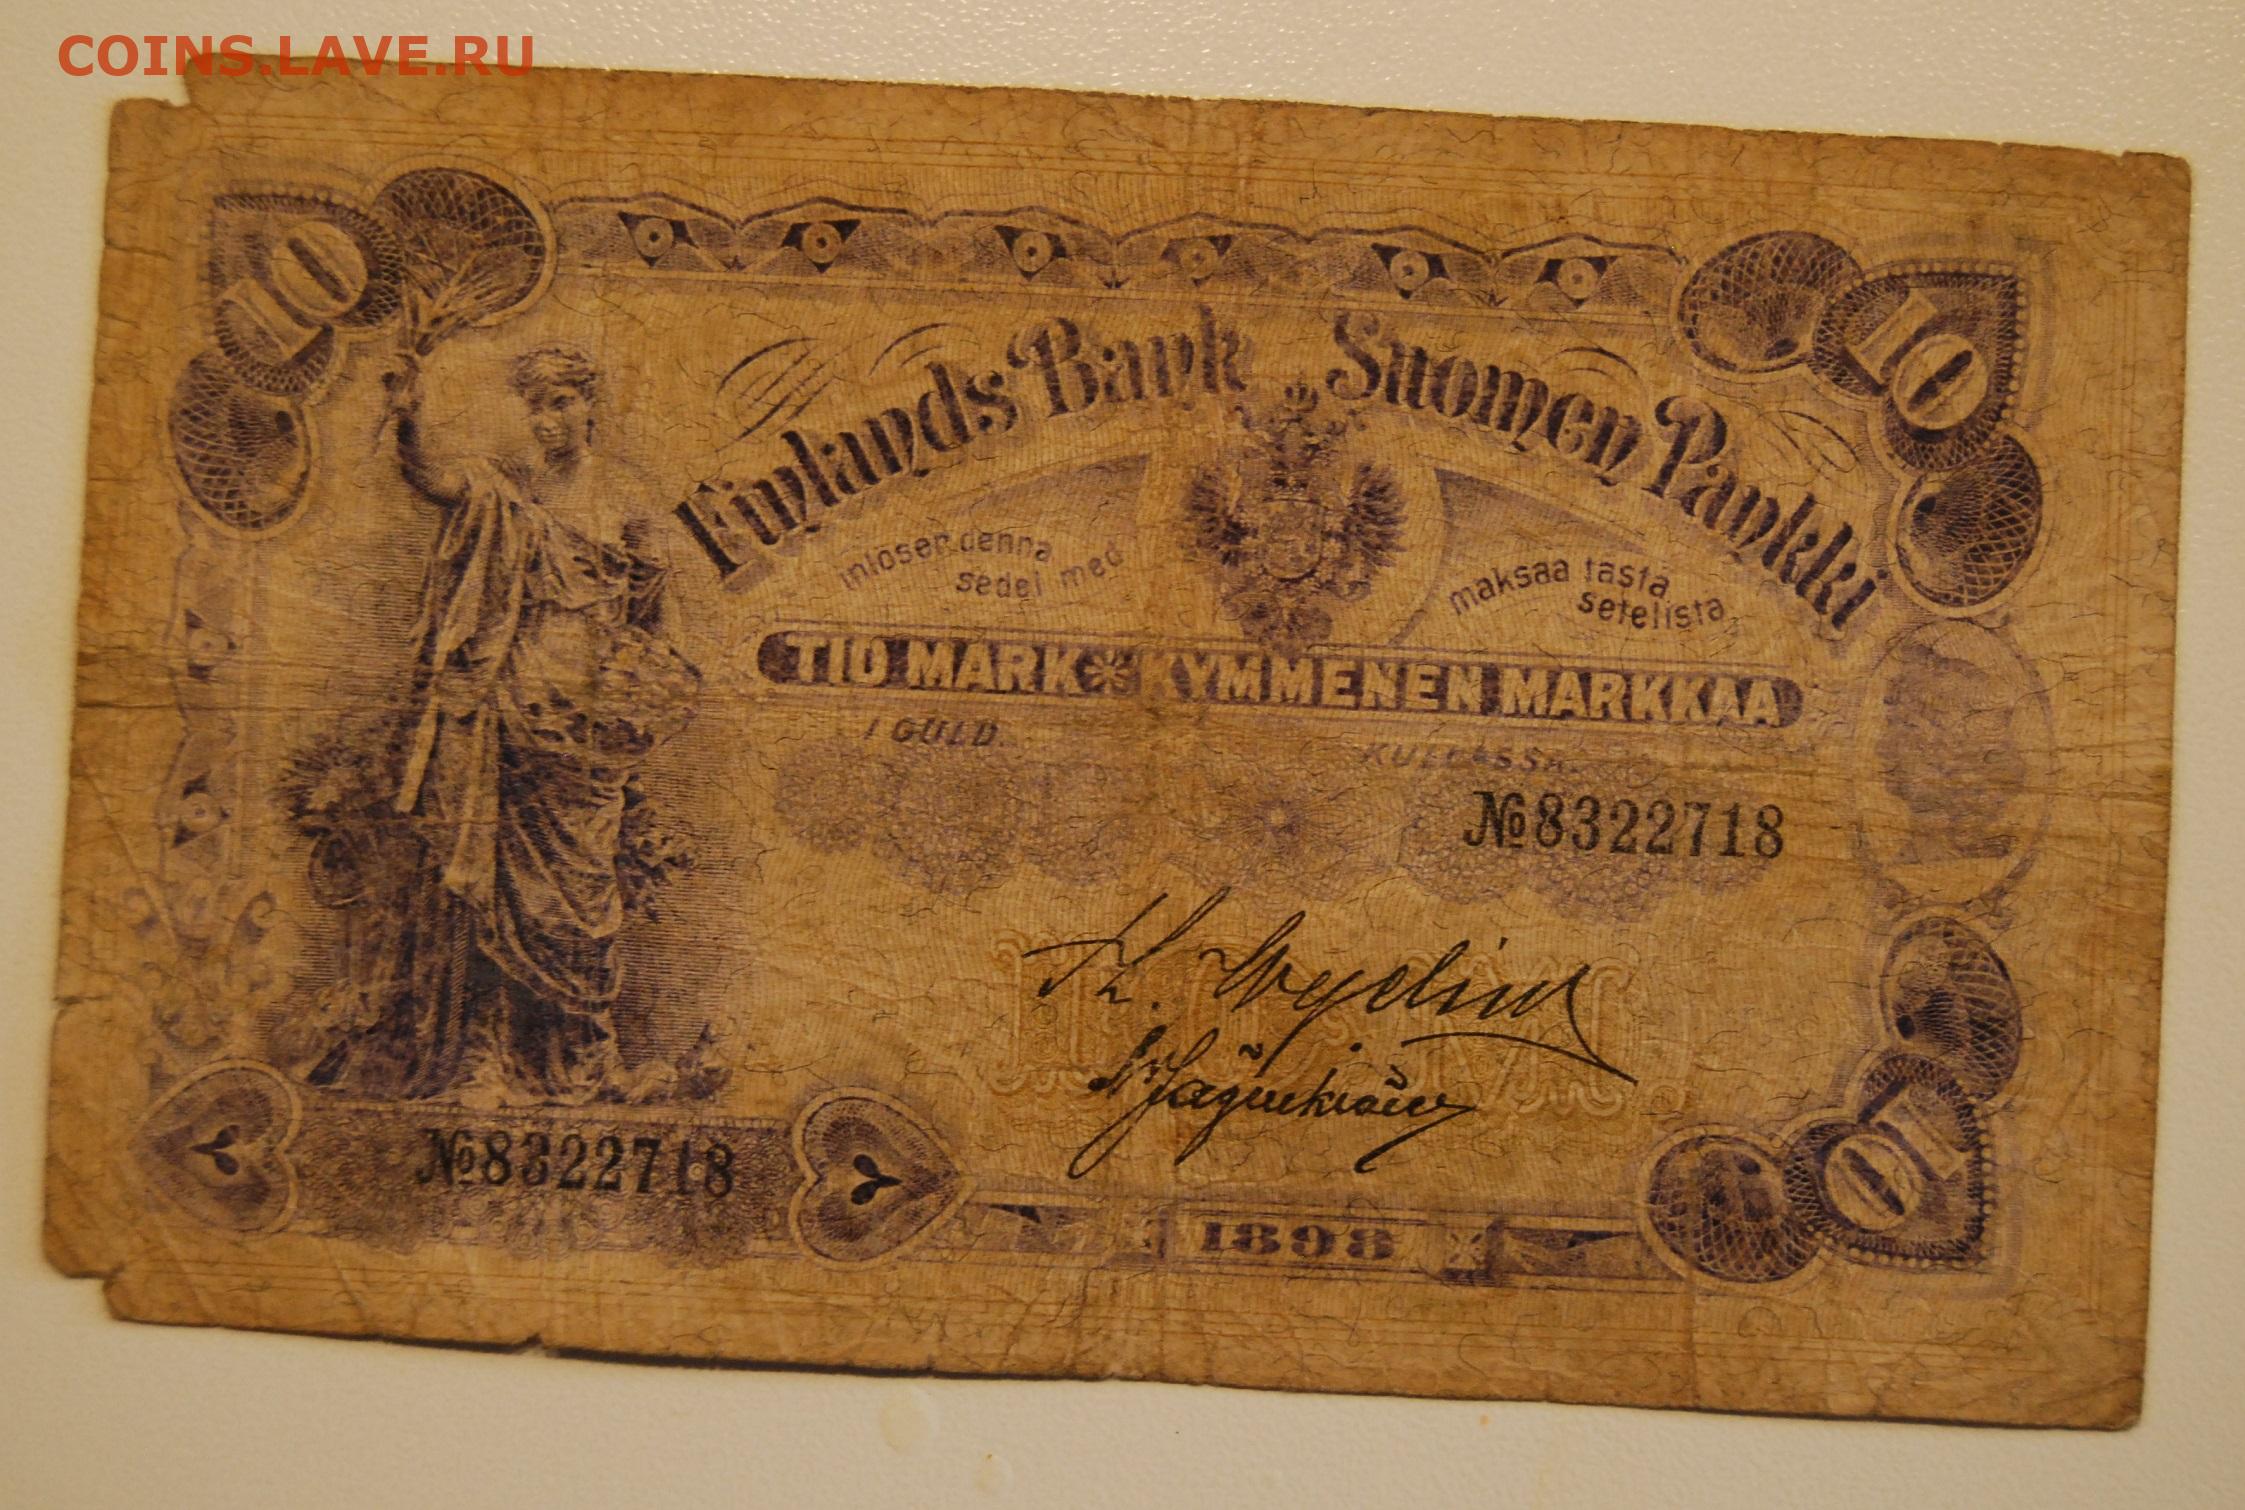 COINS.LAVE.RU
10
10
Finlands Bank Suomen Pankki
inlöser denna
sedel med
maksaa tästä
setelistä
TIO MARK * KYMMENEN MARKKAA
I GULD.
KULLASSA.
№8322718
№8322718
1898
10